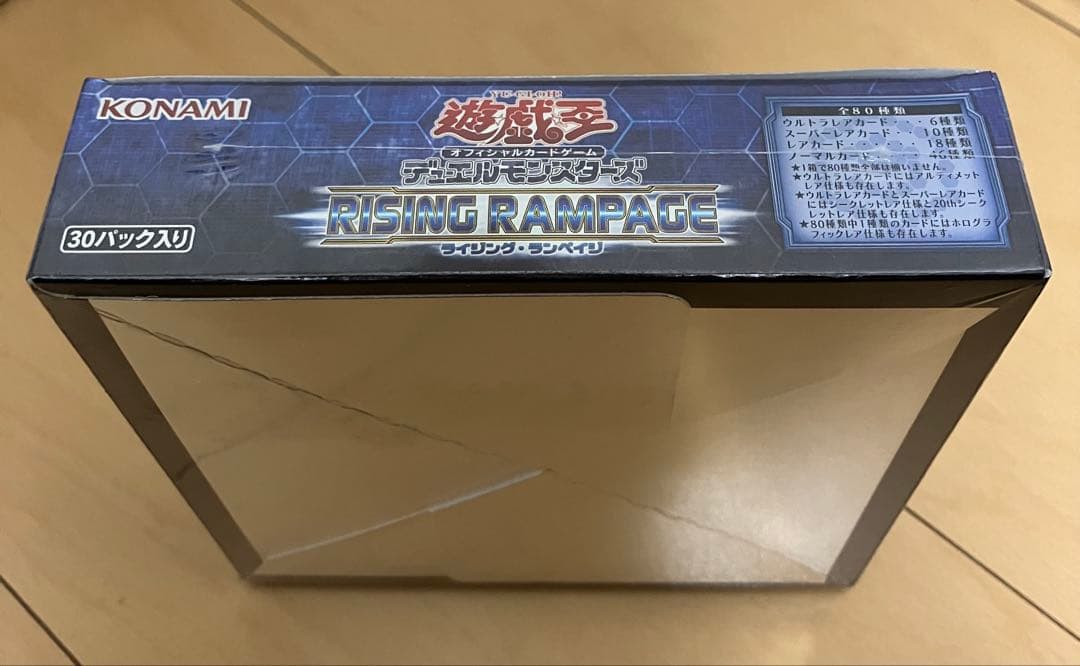 KONAMI
YU-GI-OH!
遊戯王
オフィシャルカードゲーム
デュエルモンスターズ
RISING RAMPAGE
ライジング・ランペイジ
30パック入り
全80種類
ウルトラレアカード・・・6種類
スーパーレアカード・・10種類
レアカード・・・・・・18種類
ノーマルカード・・・・46種類
★1箱で80種類全部は揃いません。
★ウルトラレアカードにはアルティメット
レア仕様も存在します。
★ウルトラレアカードとスーパーレアカード
にはシークレットレア仕様と20thシーク
レットレア仕様も存在します。
★80種類中1種類のカードにはホログラ
フィックレア仕様も存在します。